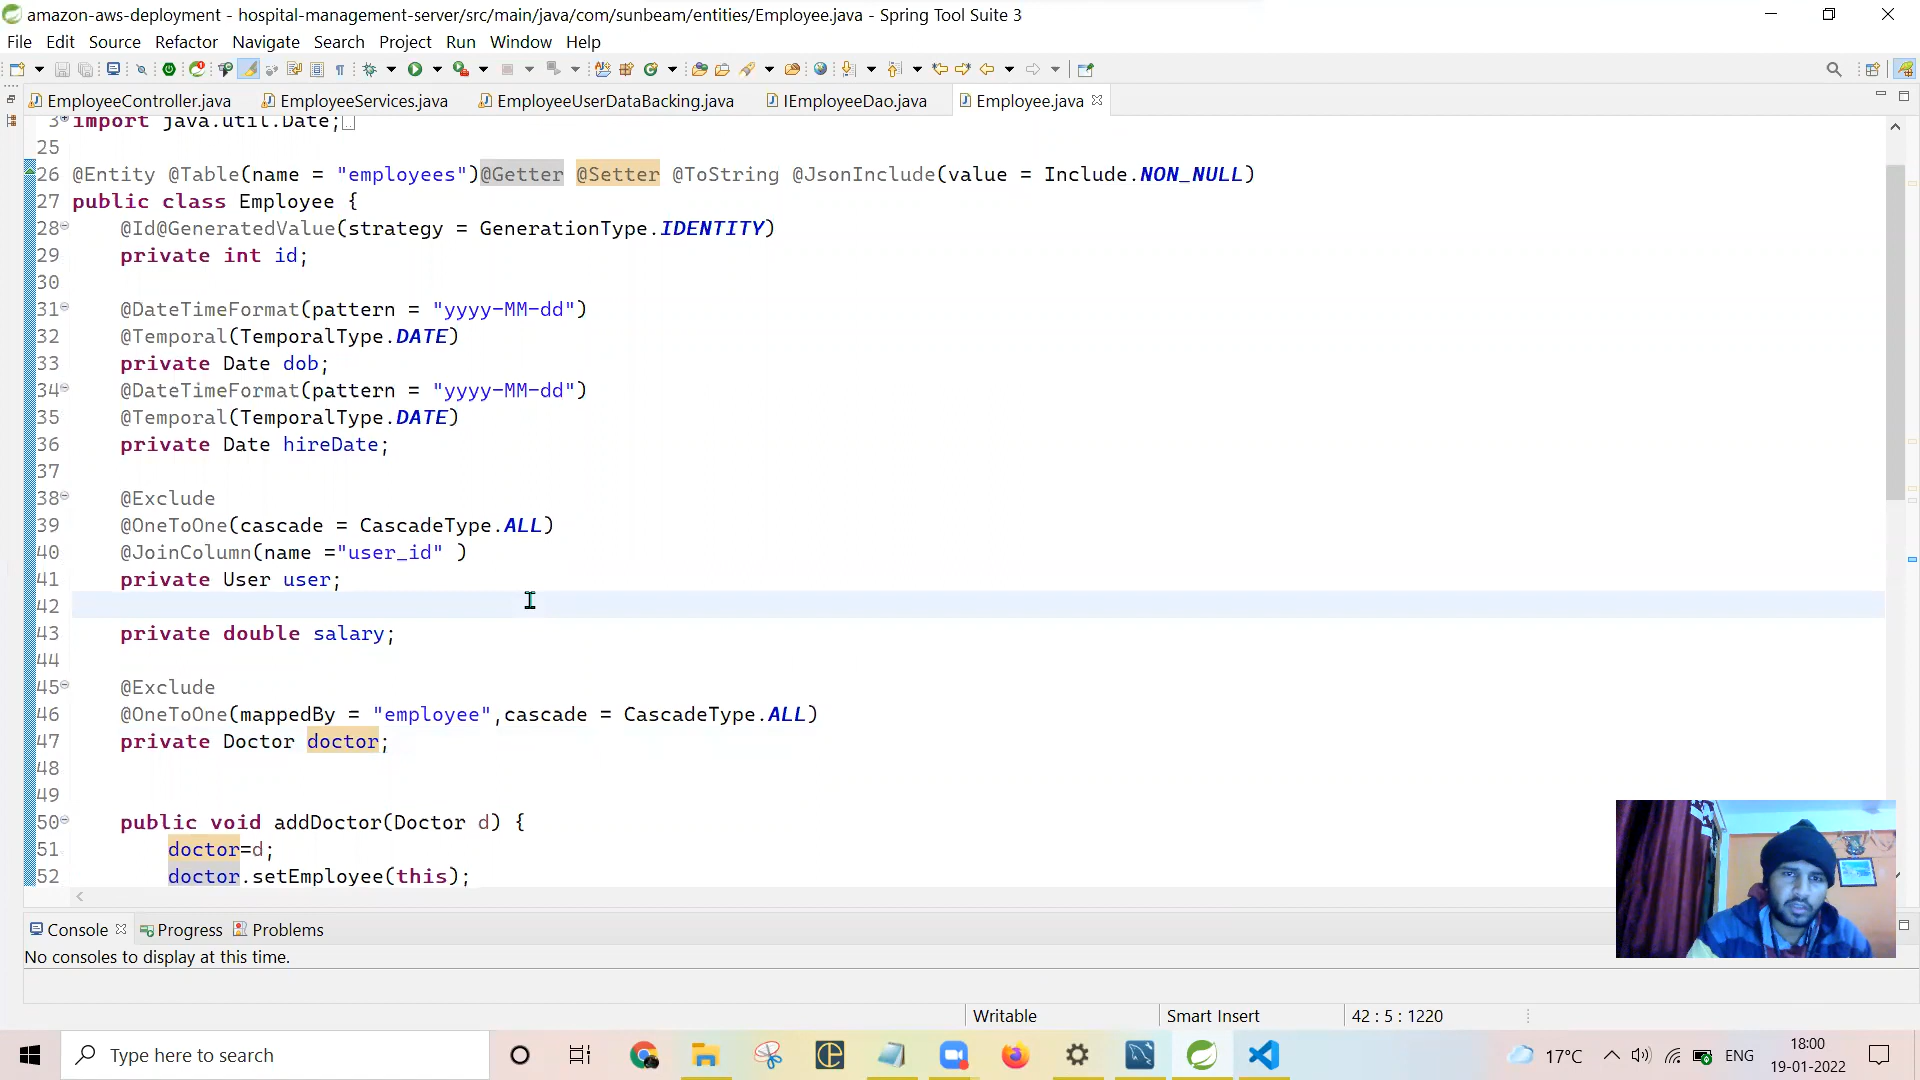 amazon-aws-deployment - hospital-management-server/src/main/java/com/sunbeam/entities/Employee.java - Spring Tool Suite 3
File Edit Source Refactor Navigate Search Project Run Window Help
EmployeeController.java EmployeeServices.java EmployeeUserDataBacking.java IEmployeeDao.java Employee.java
3 import java.util.Date;
25
26 @Entity @Table(name = "employees")@Getter @Setter @ToString @JsonInclude(value = Include.NON_NULL)
27 public class Employee {
28 @Id@GeneratedValue(strategy = GenerationType.IDENTITY)
29 private int id;
30
31 @DateTimeFormat(pattern = "yyyy-MM-dd")
32 @Temporal(TemporalType.DATE)
33 private Date dob;
34 @DateTimeFormat(pattern = "yyyy-MM-dd")
35 @Temporal(TemporalType.DATE)
36 private Date hireDate;
37
38 @Exclude
39 @OneToOne(cascade = CascadeType.ALL)
40 @JoinColumn(name ="user_id" )
41 private User user;
42
43 private double salary;
44
45 @Exclude
46 @OneToOne(mappedBy = "employee",cascade = CascadeType.ALL)
47 private Doctor doctor;
48
49
50 public void addDoctor(Doctor d) {
51 doctor=d;
52 doctor.setEmployee(this);
Console Progress Problems
No consoles to display at this time.
Writable Smart Insert 42 : 5 : 1220
Type here to search
17°C ENG 18:00
19-01-2022